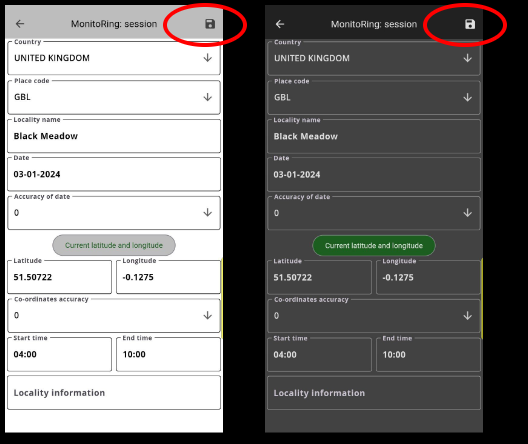 MonitoRing: session
Country
UNITED KINGDOM
Place code
GBL
Locality name
Black Meadow
Date
03-01-2024
Accuracy of date
0
Current latitude and longitude
Latitude Longitude
51.50722 -0.1275
Co-ordinates accuracy
0
Start time End time
04:00 10:00
Locality information
MonitoRing: session
Country
UNITED KINGDOM
Place code
GBL
Locality name
Black Meadow
Date
03-01-2024
Accuracy of date
0
Current latitude and longitude
Latitude Longitude
51.50722 -0.1275
Co-ordinates accuracy
0
Start time End time
04:00 10:00
Locality information